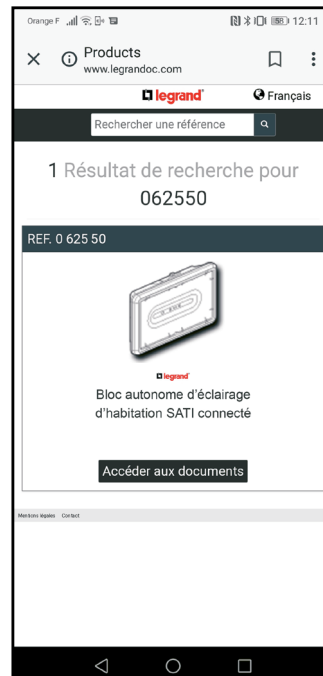 Orange F 58 12:11
Products
www.legrandoc.com
legrand
Français
Rechercher une référence
1 Résultat de recherche pour
062550
REF. 0 625 50
legrand
Bloc autonome d'éclairage
d'habitation SATI connecté
Accéder aux documents
Mentions légales Contact